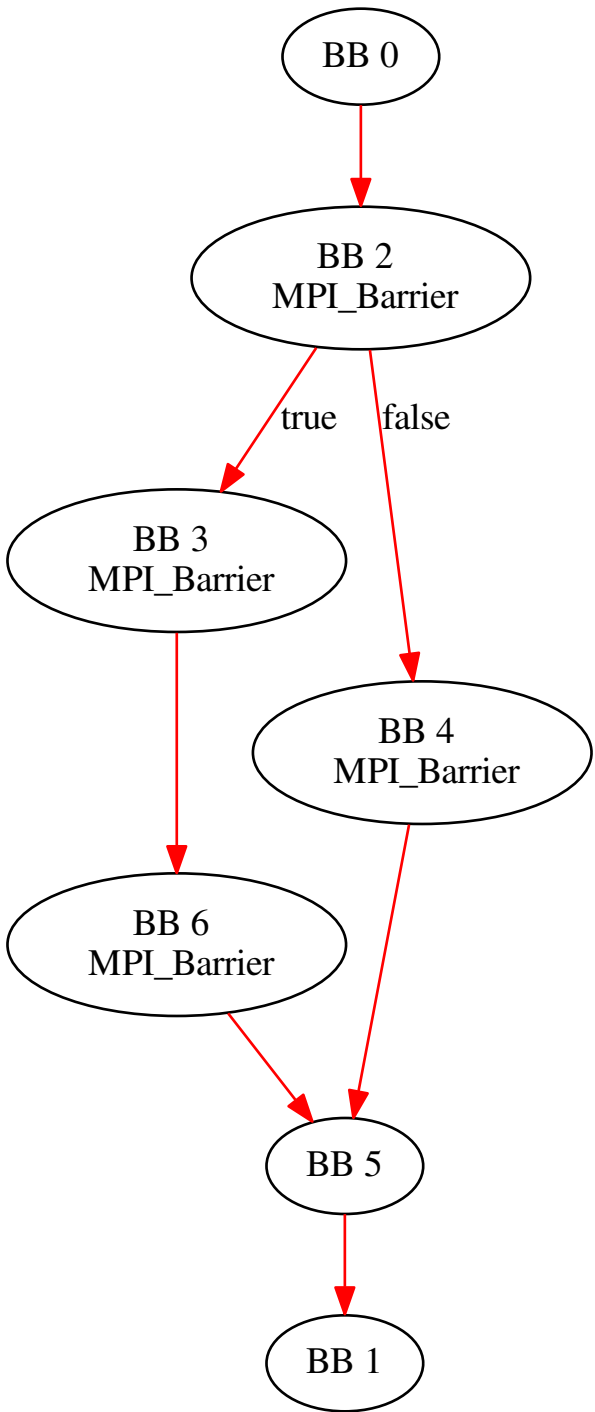 BB 0
BB 2
MPI_Barrier
true
false
BB 3
MPI_Barrier
BB 4
MPI_Barrier
BB 6
MPI_Barrier
BB 5
BB 1